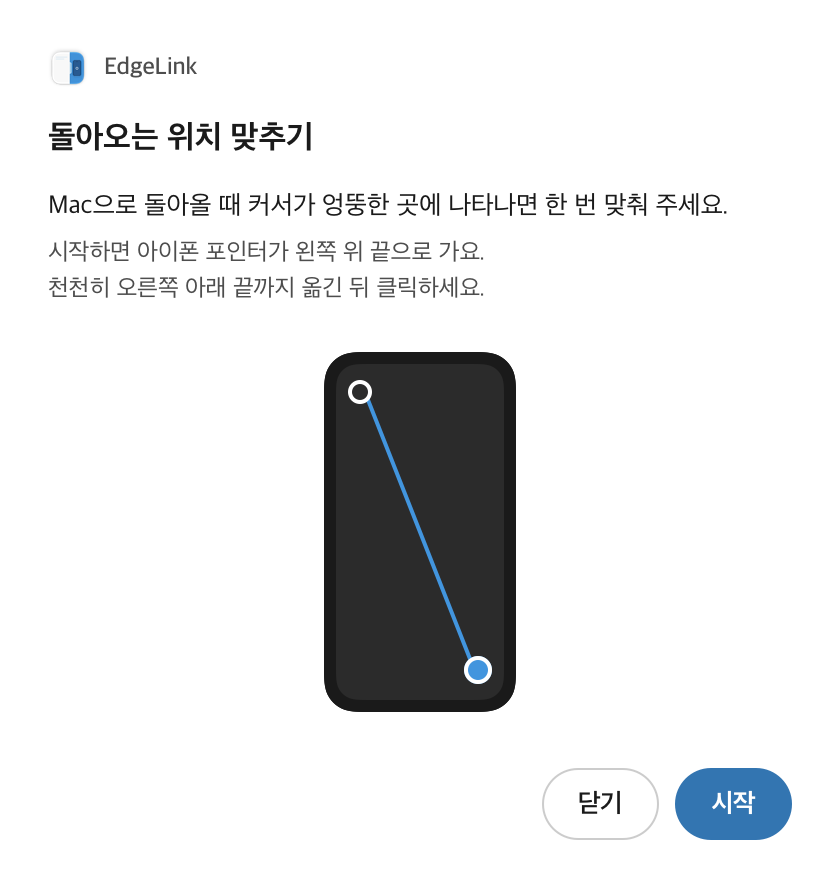 EdgeLink
돌아오는 위치 맞추기
Mac으로 돌아올 때 커서가 엉뚱한 곳에 나타나면 한 번 맞춰 주세요.
시작하면 아이폰 포인터가 왼쪽 위 끝으로 가요.
천천히 오른쪽 아래 끝까지 옮긴 뒤 클릭하세요.
닫기
시작